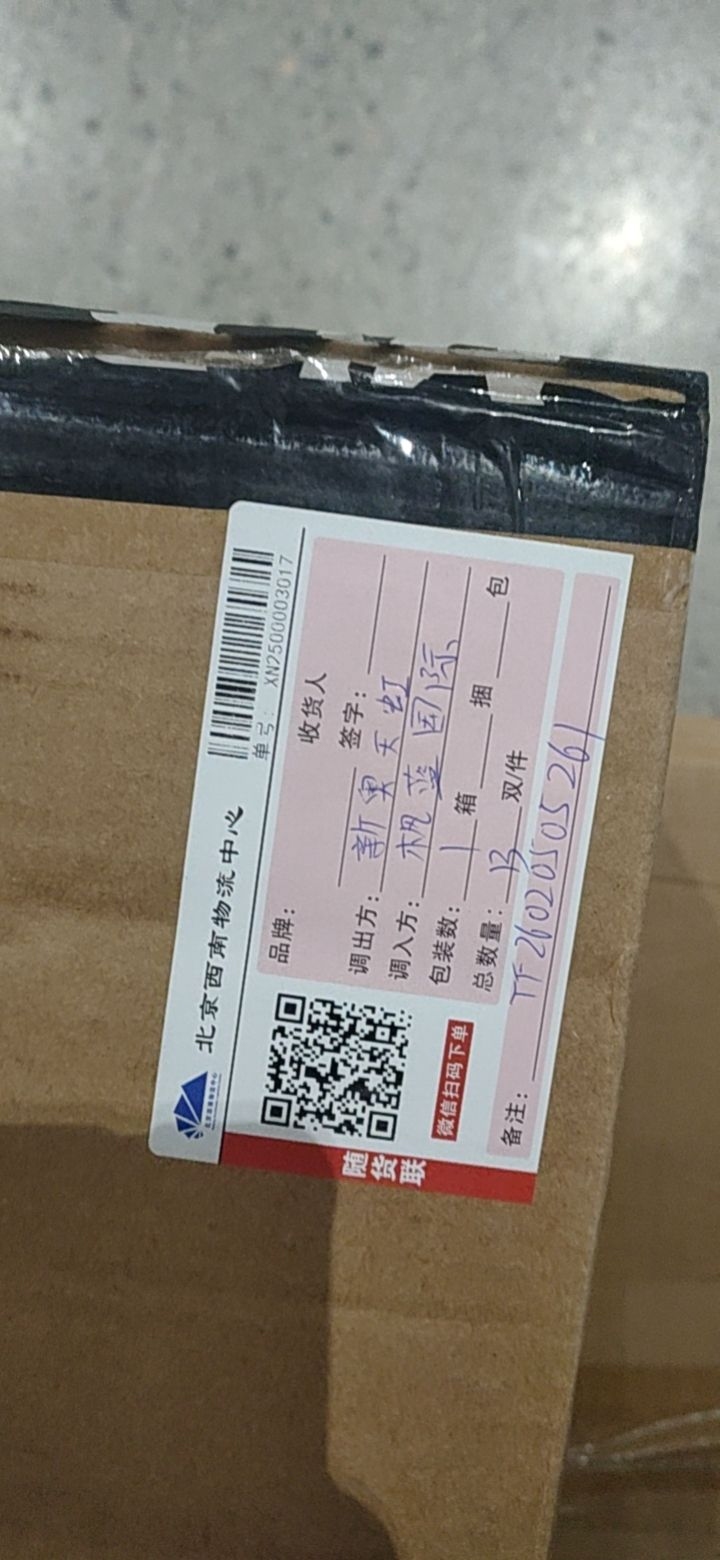 北京西南物流中心
单号: XN2500003017
品牌:
收货人
签字:
调出方: 新奥天虹
调入方: 帆蓝国际
包装数: 1 箱 捆 包
总数量: 13 双/件
备注: TF26020505261
微信扫码下单
随货联